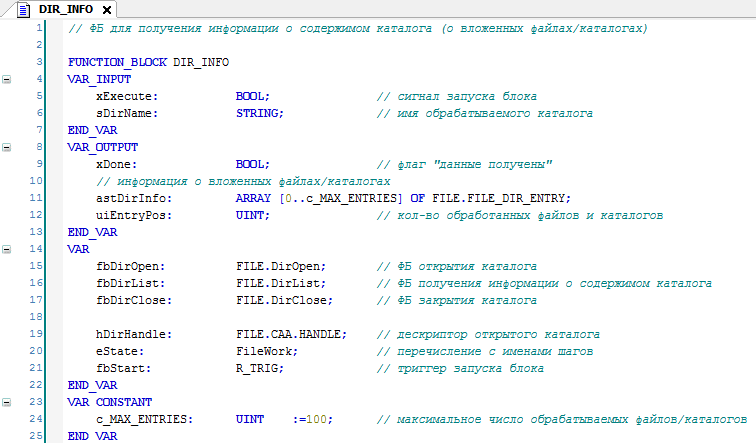 DIR_INFO
1 // ФБ для получения информации о содержимом каталога (о вложенных файлах/каталогах)
2
3 FUNCTION_BLOCK DIR_INFO
4 VAR_INPUT
5 xExecute: BOOL; // сигнал запуска блока
6 sDirName: STRING; // имя обрабатываемого каталога
7 END_VAR
8 VAR_OUTPUT
9 xDone: BOOL; // флаг "данные получены"
10 // информация о вложенных файлах/каталогах
11 astDirInfo: ARRAY [0..c_MAX_ENTRIES] OF FILE.FILE_DIR_ENTRY;
12 uiEntryPos: UINT; // кол-во обработанных файлов и каталогов
13 END_VAR
14 VAR
15 fbDirOpen: FILE.DirOpen; // ФБ открытия каталога
16 fbDirList: FILE.DirList; // ФБ получения информации о содержимом каталога
17 fbDirClose: FILE.DirClose; // ФБ закрытия каталога
18
19 hDirHandle: FILE.CAA.HANDLE; // дескриптор открытого каталога
20 eState: FileWork; // перечисление с именами шагов
21 fbStart: R_TRIG; // триггер запуска блока
22 END_VAR
23 VAR CONSTANT
24 c_MAX_ENTRIES: UINT :=100; // максимальное число обрабатываемых файлов/каталогов
25 END_VAR